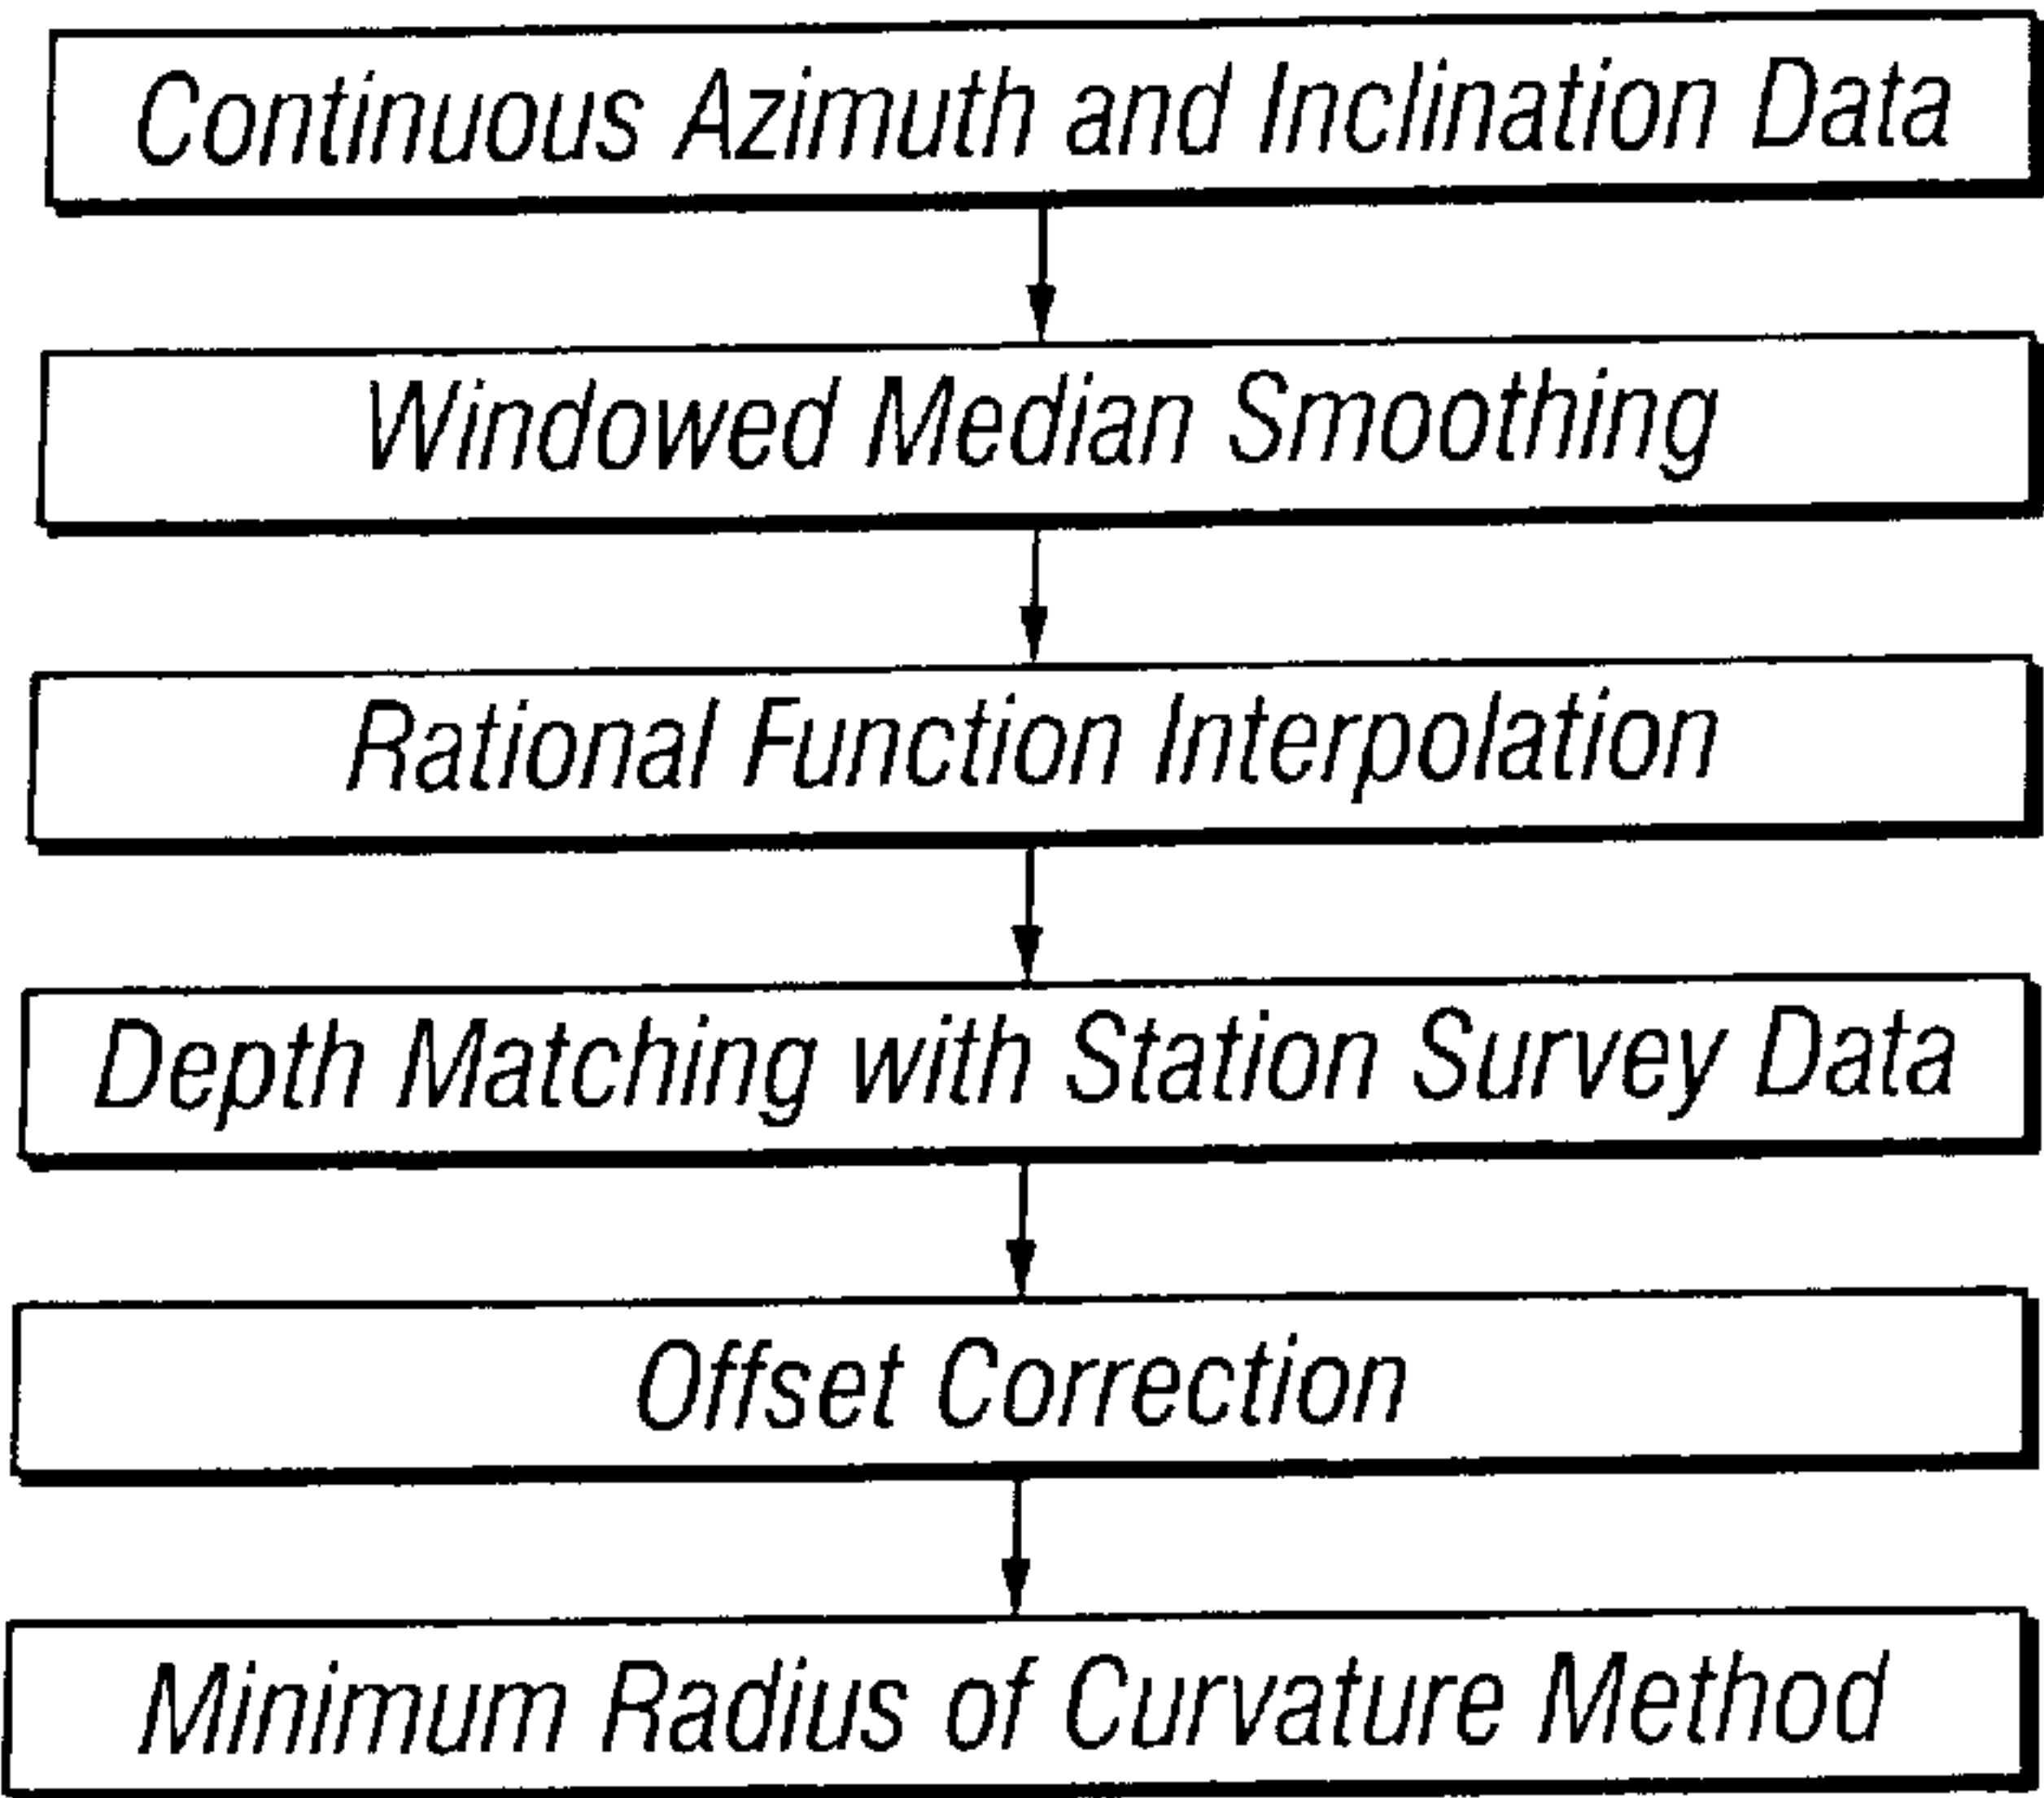 Continuous Azimuth and Inclination Data
Windowed Median Smoothing
Rational Function Interpolation
Depth Matching with Station Survey Data
Offset Correction
Minimum Radius of Curvature Method